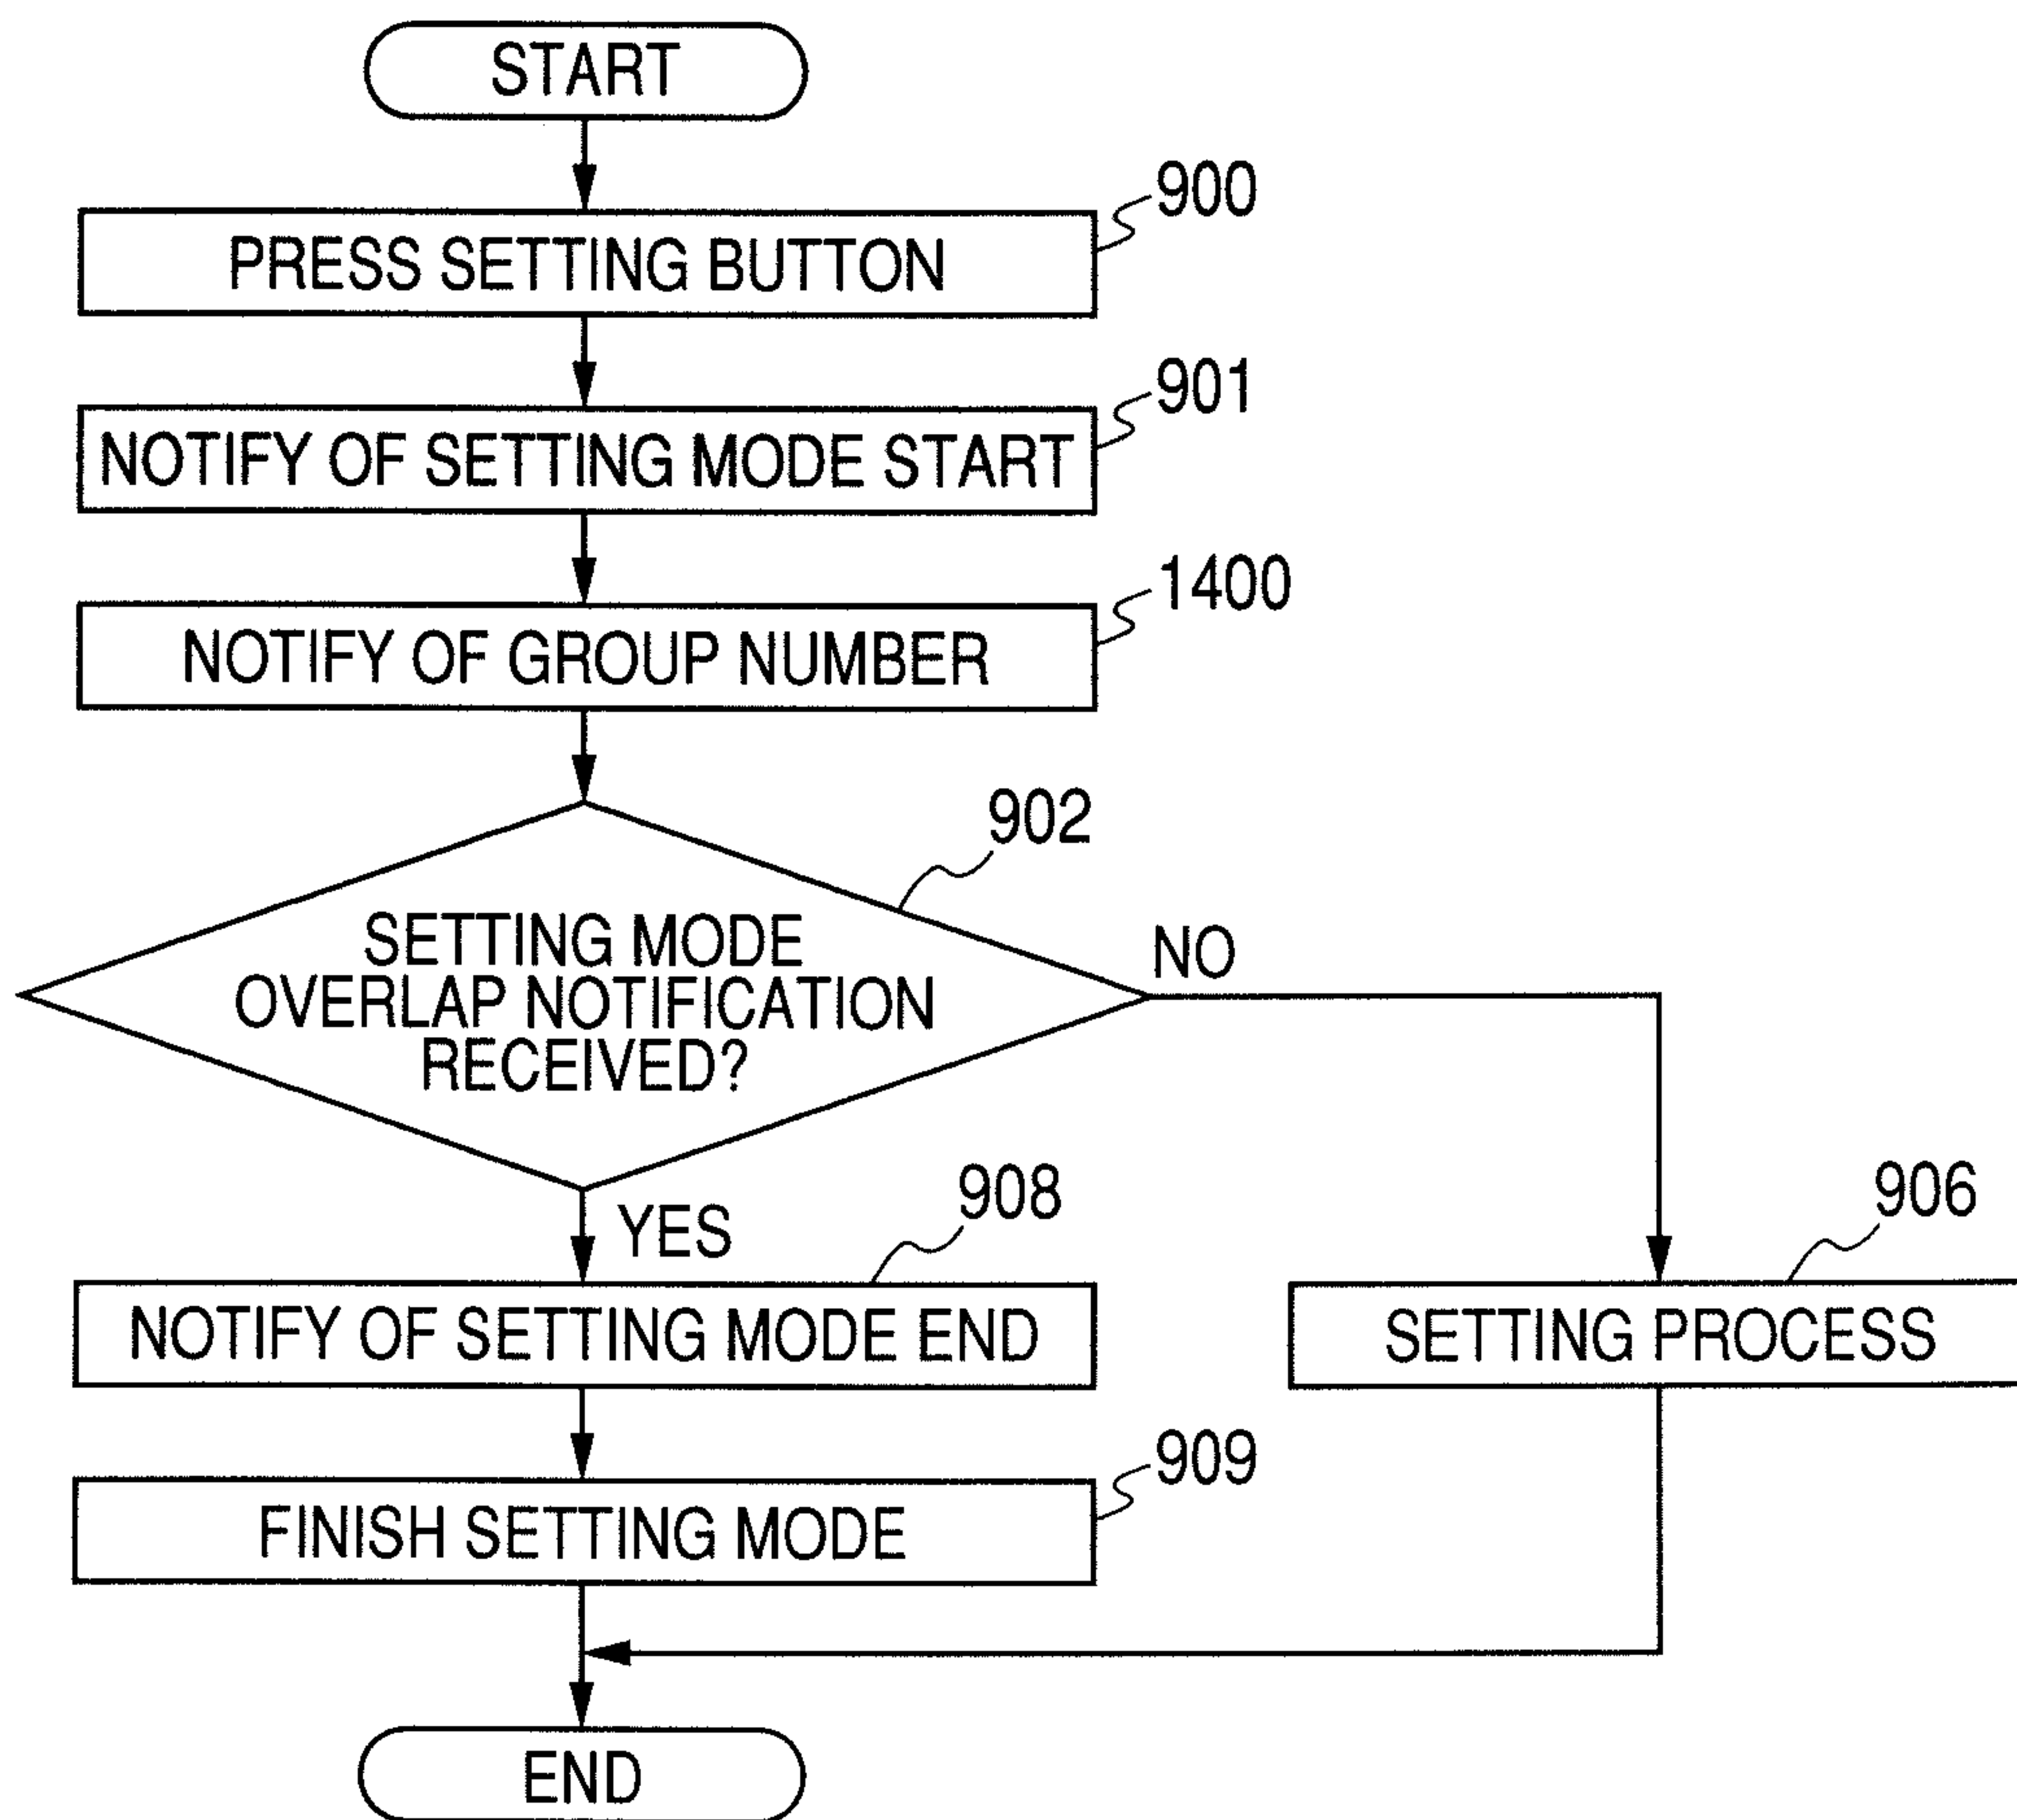 START
900
PRESS SETTING BUTTON
901
NOTIFY OF SETTING MODE START
1400
NOTIFY OF GROUP NUMBER
902
SETTING MODE
OVERLAP NOTIFICATION
RECEIVED?
NO
YES
908
906
NOTIFY OF SETTING MODE END
SETTING PROCESS
909
FINISH SETTING MODE
END